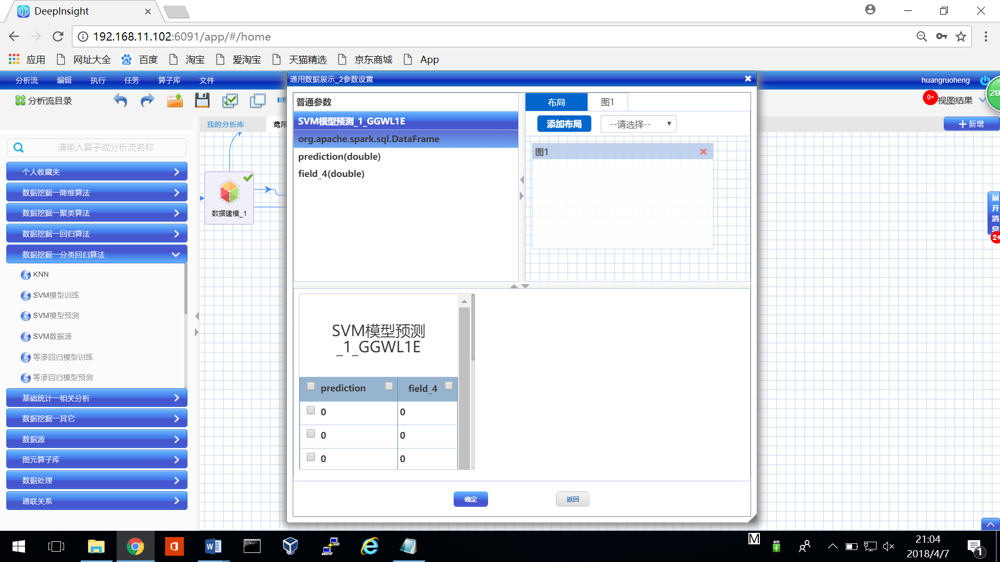 DeepInsight
192.168.11.102:6091/app/#/home
应用 网址大全 百度 淘宝 爱淘宝 天猫精选 京东商城 App
分析流 编辑 执行 任务 算子库 文件
通用数据展示_2参数设置
huangruoheng
20
分析流目录
0+
视图结果
我的分析库
鸢尾
新增
请输入算子或分析流名称
个人收藏夹
数据挖掘—降维算法
数据挖掘—聚类算法
数据挖掘—回归算法
数据挖掘—分类回归算法
KNN
SVM模型训练
SVM模型预测
SVM数据源
等渗回归模型训练
等渗回归模型预测
基础统计—相关分析
数据挖掘—其它
数据源
图元算子库
数据处理
通联关系
数据建模_1
普通参数
SVM模型预测_1_GGWL1E
org.apache.spark.sql.DataFrame
prediction(double)
field_4(double)
布局 图1
添加布局 --请选择--
图1
SVM模型预测
_1_GGWL1E
prediction field_4
0 0
0 0
0 0
确定 返回
展
开
消
息
2+
M
21:04
2018/4/7
1